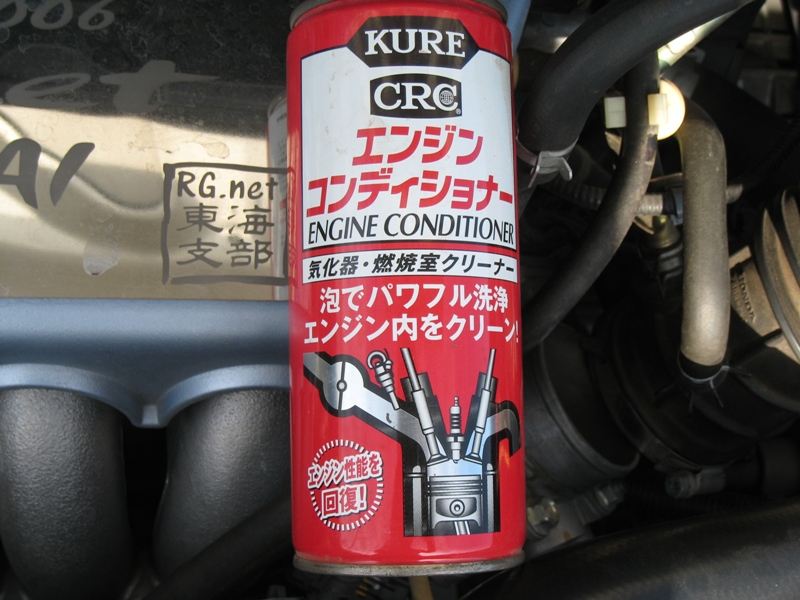 KURE
CRC
エンジン
コンディショナー
ENGINE CONDITIONER
気化器・燃焼室クリーナー
泡でパワフル洗浄
エンジン内をクリーン!
エンジン性能を
回復!
RG.net
東海
支部
HONDA